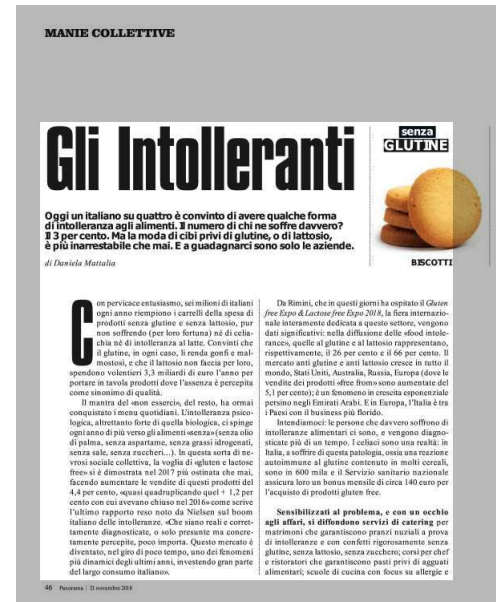 MANIE COLLETTIVE
Gli Intolleranti
senza
GLUTINE
Oggi un italiano su quattro è convinto di avere qualche forma
di intolleranza agli alimenti. Il numero di chi ne soffre davvero?
Il 3 per cento. Ma la moda di cibi privi di glutine, o di lattosio,
è più inarrestabile che mai. E a guadagnarci sono solo le aziende.
di Daniela Mattalia
BISCOTTI
Con pervicace entusiasmo, sei milioni di italiani
ogni anno riempiono i carrelli della spesa di
prodotti senza glutine e senza lattosio, pur
non soffrendo (per loro fortuna) né di celia-
chia né di intolleranza al latte. Convinti che
il glutine, in ogni caso, li renda gonfi e mal-
mostosi, e che il lattosio non faccia per loro,
spendono volentieri 3,3 miliardi di euro l'anno per
portare in tavola prodotti dove l'assenza è percepita
come sinonimo di qualità.
Il mantra del «non esserci», del resto, ha ormai
conquistato i menu quotidiani. L'intolleranza psico-
logica, altrettanto forte di quella biologica, ci spinge
ogni anno di più verso gli alimenti «senza» (senza olio
di palma, senza aspartame, senza grassi idrogenati,
senza sale, senza zuccheri...). In questa sorta di ne-
vrosi sociale collettiva, la voglia di «gluten e lactose
free» si è dimostrata nel 2017 più ostinata che mai,
facendo aumentare le vendite di questi prodotti del
4,4 per cento, «quasi quadruplicando quel + 1,2 per
cento con cui avevano chiuso nel 2016» come scrive
l'ultimo rapporto reso noto da Nielsen sul boom
italiano delle intolleranze. «Che siano reali e corret-
tamente diagnosticate, o solo presunte ma concre-
tamente percepite, poco importa. Questo mercato è
diventato, nel giro di poco tempo, uno dei fenomeni
più dinamici degli ultimi anni, investendo gran parte
del largo consumo italiano».
Da Rimini, che in questi giorni ha ospitato il Gluten
free Expo & Lactose free Expo 2018, la fiera internazio-
nale interamente dedicata a questo settore, vengono
dati significativi: nella diffusione delle «food intole-
rance», quelle al glutine e al lattosio rappresentano,
rispettivamente, il 26 per cento e il 66 per cento. Il
mercato anti glutine e anti lattosio cresce in tutto il
mondo, Stati Uniti, Australia, Russia, Europa (dove le
vendite dei prodotti «free from» sono aumentate del
5,1 per cento); è un fenomeno in crescita esponenziale
persino negli Emirati Arabi. E in Europa, l'Italia è tra
i Paesi con il business più florido.
Intendiamoci: le persone che davvero soffrono di
intolleranze alimentari ci sono, e vengono diagno-
sticate più di un tempo. I celiaci sono una realtà: in
Italia, a soffrire di questa patologia, ossia una reazione
autoimmune al glutine contenuto in molti cereali,
sono in 600 mila e il Servizio sanitario nazionale
assicura loro un bonus mensile di circa 140 euro per
l'acquisto di prodotti gluten free.
Sensibilizzati al problema, e con un occhio
agli affari, si diffondono servizi di catering per
matrimoni che garantiscono pranzi nuziali a prova
di intolleranze e con confetti rigorosamente senza
glutine, senza lattosio, senza zucchero; corsi per chef
e ristoratori che garantiscono pasti privi di agguati
alimentari; scuole di cucina con focus su allergie e
46 Panorama | 21 novembre 2018